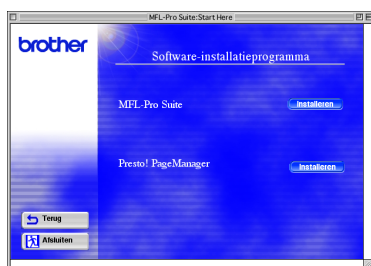 MFL-Pro Suite:Start Here
brother
Software-installatieprogramma
MFL-Pro Suite
Installeren
Presto! PageManager
Installeren
Terug
Afsluiten